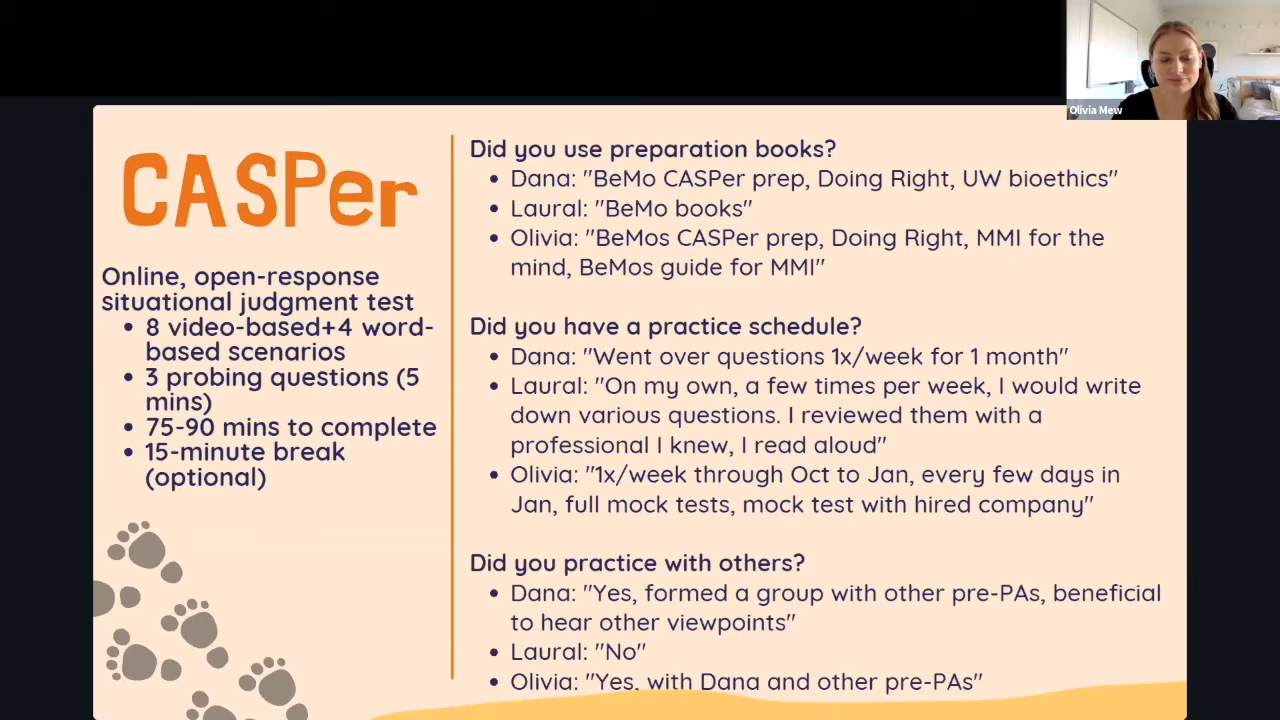 Olivia Mew
CASPer
Online, open-response
situational judgment test
• 8 video-based+4 word-
based scenarios
• 3 probing questions (5
mins)
• 75-90 mins to complete
• 15-minute break
(optional)
Did you use preparation books?
• Dana: "BeMo CASPer prep, Doing Right, UW bioethics"
• Laural: "BeMo books"
• Olivia: "BeMos CASPer prep, Doing Right, MMI for the
mind, BeMos guide for MMI"
Did you have a practice schedule?
• Dana: "Went over questions 1x/week for 1 month"
• Laural: "On my own, a few times per week, I would write
down various questions. I reviewed them with a
professional I knew, I read aloud"
• Olivia: "1x/week through Oct to Jan, every few days in
Jan, full mock tests, mock test with hired company"
Did you practice with others?
• Dana: "Yes, formed a group with other pre-PAs, beneficial
to hear other viewpoints"
• Laural: "No"
• Olivia: "Yes, with Dana and other pre-PAs"